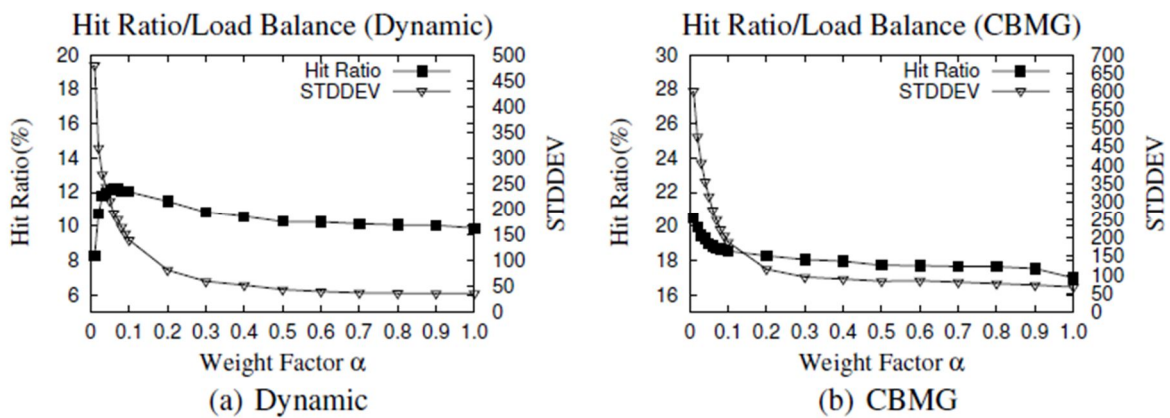 Hit Ratio/Load Balance (Dynamic)
20
18
16
14
12
10
8
6
Hit Ratio(%)
Hit Ratio
STDDEV
500
450
400
350
300
250
200
150
100
50
0
STDDEV
0 0.1 0.2 0.3 0.4 0.5 0.6 0.7 0.8 0.9 1.0
Weight Factor α
(a) Dynamic
Hit Ratio/Load Balance (CBMG)
30
28
26
24
22
20
18
16
Hit Ratio(%)
Hit Ratio
STDDEV
700
650
600
550
500
450
400
350
300
250
200
150
100
50
0
STDDEV
0 0.1 0.2 0.3 0.4 0.5 0.6 0.7 0.8 0.9 1.0
Weight Factor α
(b) CBMG